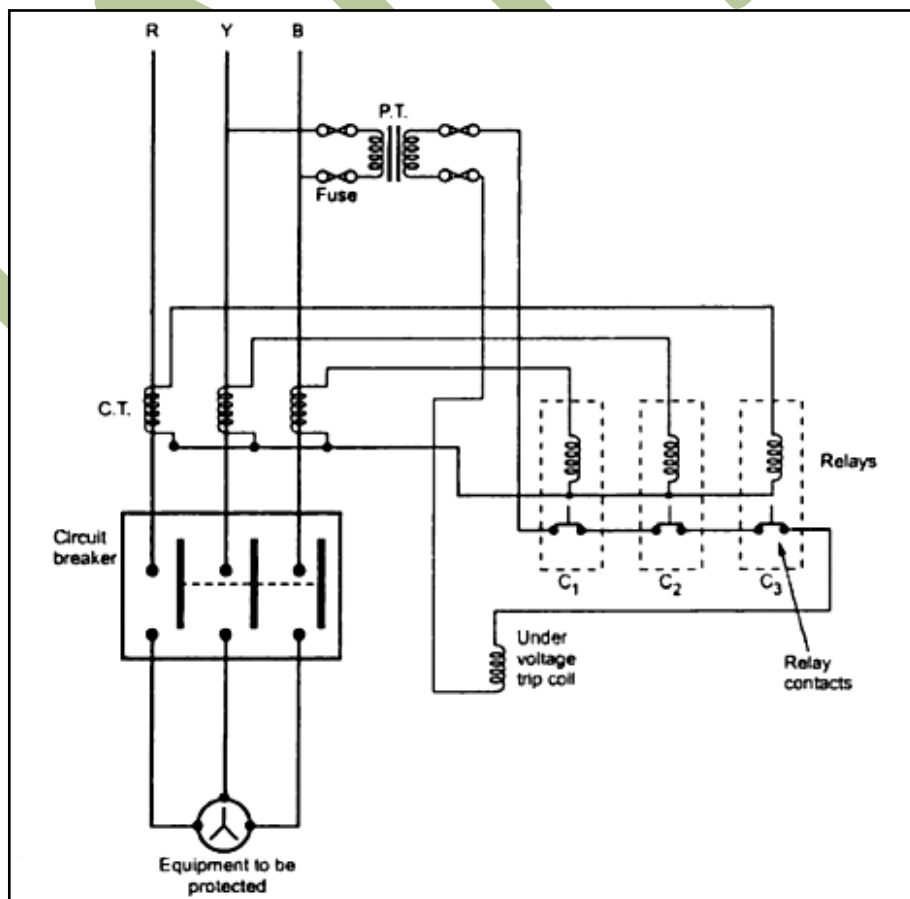 R Y B
P.T.
Fuse
C.T.
Relays
Circuit
breaker
C1 C2 C3
Under
voltage
trip coil
Relay
contacts
Equipment to be
protected